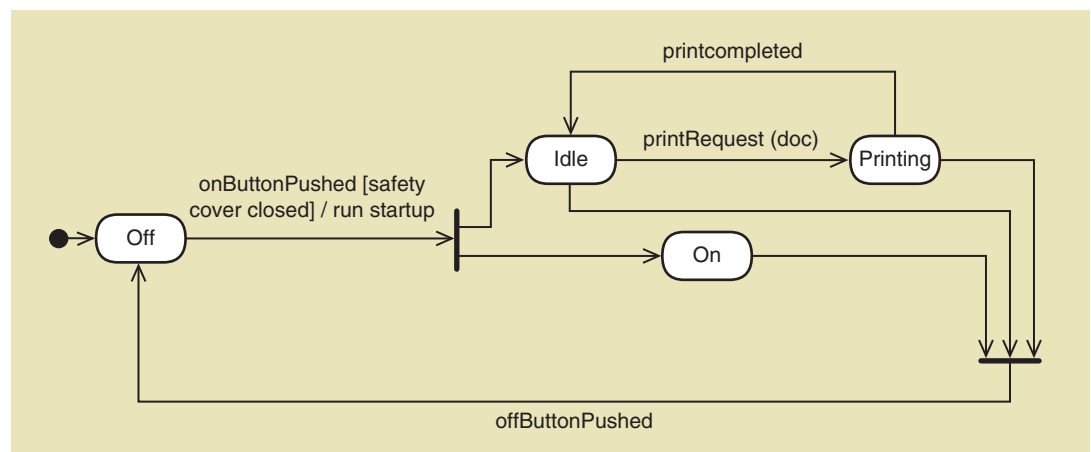 printcompleted
printRequest (doc)
Idle
Printing
onButtonPushed [safety
cover closed] / run startup
Off
On
offButtonPushed